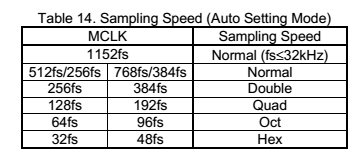 Table 14. Sampling Speed (Auto Setting Mode)
MCLK Sampling Speed
1152fs Normal (fs≤32kHz)
512fs/256fs 768fs/384fs Normal
256fs 384fs Double
128fs 192fs Quad
64fs 96fs Oct
32fs 48fs Hex